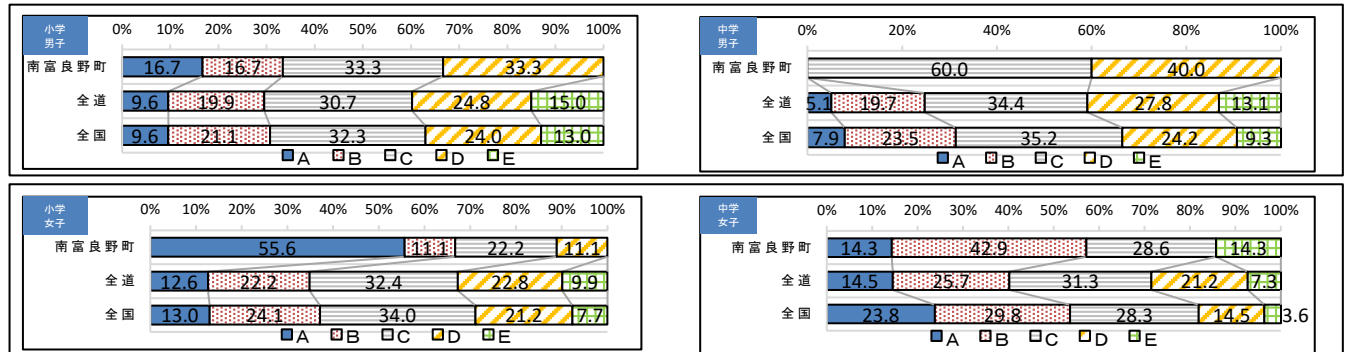 小学
男子
0% 10% 20% 30% 40% 50% 60% 70% 80% 90% 100%
南富良野町 16.7 16.7 33.3 33.3
全道 9.6 19.9 30.7 24.8 15.0
全国 9.6 21.1 32.3 24.0 13.0
A B C D E
中学
男子
0% 20% 40% 60% 80% 100%
南富良野町 60.0 40.0
全道 5.1 19.7 34.4 27.8 13.1
全国 7.9 23.5 35.2 24.2 9.3
A B C D E
小学
女子
0% 10% 20% 30% 40% 50% 60% 70% 80% 90% 100%
南富良野町 55.6 11.1 22.2 11.1
全道 12.6 22.2 32.4 22.8 9.9
全国 13.0 24.1 34.0 21.2 7.7
A B C D E
中学
女子
0% 10% 20% 30% 40% 50% 60% 70% 80% 90% 100%
南富良野町 14.3 42.9 28.6 14.3
全道 14.5 25.7 31.3 21.2 7.3
全国 23.8 29.8 28.3 14.5 3.6
A B C D E